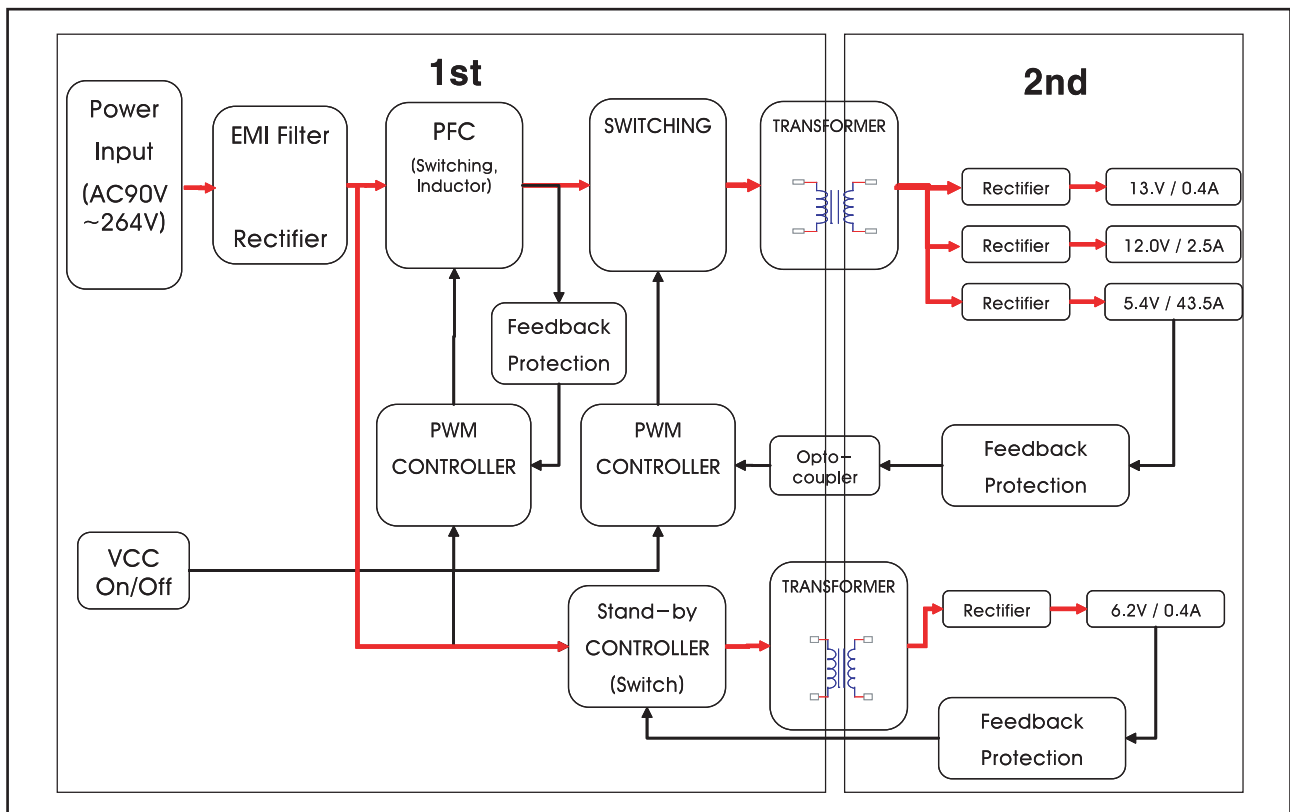 1st
2nd
Power
Input
(AC90V
~264V)
EMI Filter
Rectifier
PFC
(Switching,
Inductor)
SWITCHING
TRANSFORMER
Rectifier
13.V / 0.4A
Rectifier
12.0V / 2.5A
Rectifier
5.4V / 43.5A
Feedback
Protection
PWM
CONTROLLER
PWM
CONTROLLER
Opto-
coupler
Feedback
Protection
VCC
On/Off
Stand-by
CONTROLLER
(Switch)
TRANSFORMER
Rectifier
6.2V / 0.4A
Feedback
Protection